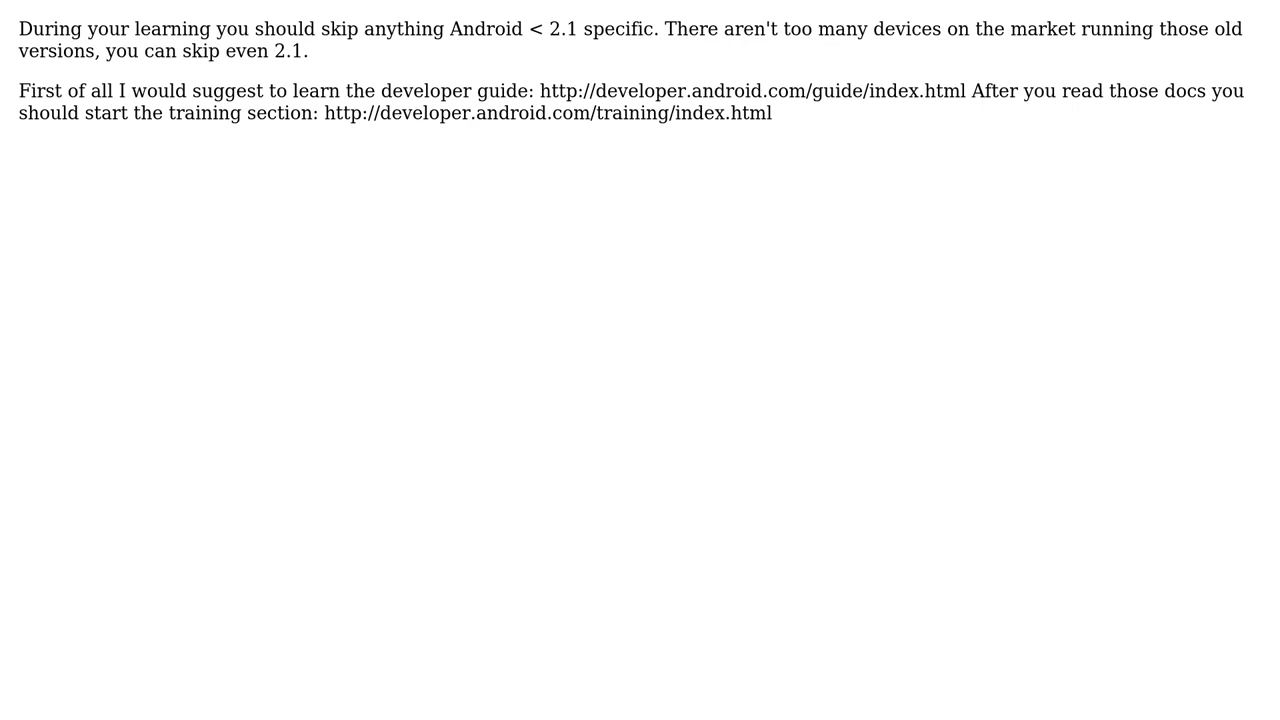 During your learning you should skip anything Android < 2.1 specific. There aren't too many devices on the market running those old
versions, you can skip even 2.1.
First of all I would suggest to learn the developer guide: http://developer.android.com/guide/index.html After you read those docs you
should start the training section: http://developer.android.com/training/index.html